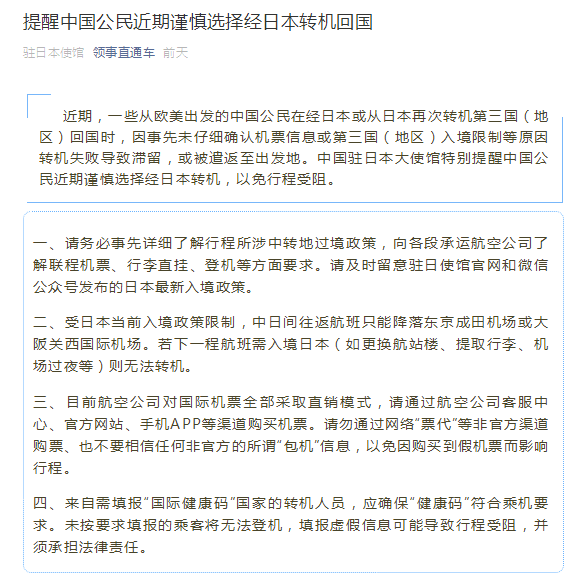 提醒中国公民近期谨慎选择经日本转机回国
驻日本使馆 领事直通车 前天
近期，一些从欧美出发的中国公民在经日本或从日本再次转机第三国（地
区）回国时，因事先未仔细确认机票信息或第三国（地区）入境限制等原因
转机失败导致滞留，或被遣返至出发地。中国驻日本大使馆特别提醒中国公
民近期谨慎选择经日本转机，以免行程受阻。
一、请务必事先详细了解行程所涉中转地过境政策，向各段承运航空公司了
解联程机票、行李直挂、登机等方面要求。请及时留意驻日使馆官网和微信
公众号发布的日本最新入境政策。
二、受日本当前入境政策限制，中日间往返航班只能降落东京成田机场或大
阪关西国际机场。若下一程航班需入境日本（如更换航站楼、提取行李、机
场过夜等）则无法转机。
三、目前航空公司对国际机票全部采取直销模式，请通过航空公司客服中
心、官方网站、手机APP等渠道购买机票。请勿通过网络“票代”等非官方渠道
购票、也不要相信任何非官方的所谓“包机”信息，以免因购买到假机票而影响
行程。
四、来自需填报“国际健康码”国家的转机人员，应确保“健康码”符合乘机要
求。未按要求填报的乘客将无法登机，填报虚假信息可能导致行程受阻，并
须承担法律责任。